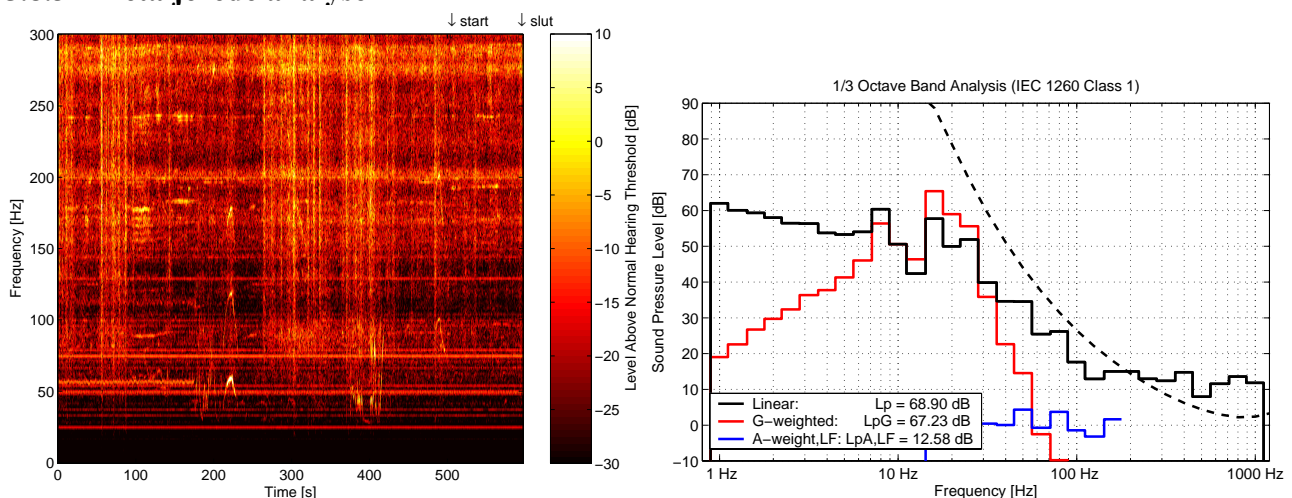 ↓ start
↓ slut
300
250
200
150
100
50
0
Frequency [Hz]
0
100
200
300
400
500
Time [s]
10
5
0
−5
−10
−15
−20
−25
−30
Level Above Normal Hearing Threshold [dB]
1/3 Octave Band Analysis (IEC 1260 Class 1)
90
80
70
60
50
40
30
20
10
0
−10
Sound Pressure Level [dB]
Linear: Lp = 68.90 dB
G−weighted: LpG = 67.23 dB
A−weight,LF: LpA,LF = 12.58 dB
1 Hz
10 Hz
100 Hz
1000 Hz
Frequency [Hz]